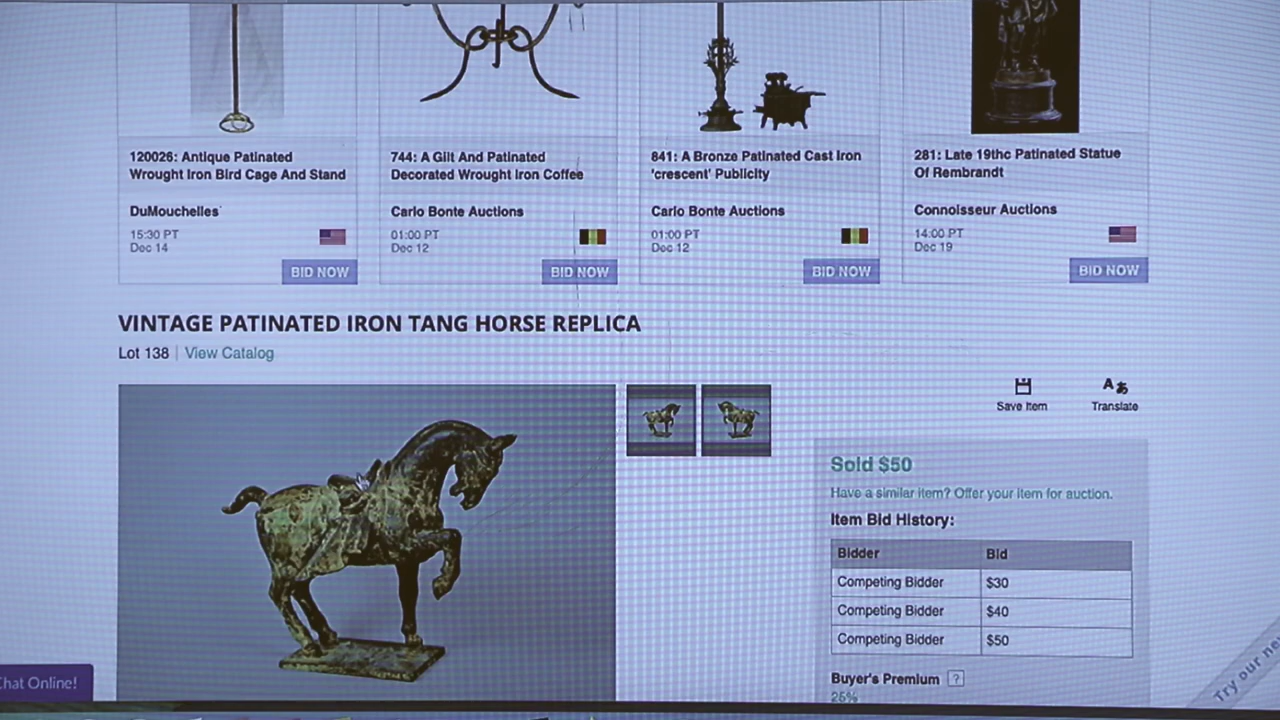 120026: Antique Patinated
Wrought Iron Bird Cage And Stand
DuMouchelles
15:30 PT
Dec 14
BID NOW
744: A Gilt And Patinated
Decorated Wrought Iron Coffee
Carlo Bonte Auctions
01:00 PT
Dec 12
BID NOW
841: A Bronze Patinated Cast Iron
'crescent' Publicity
Carlo Bonte Auctions
01:00 PT
Dec 12
BID NOW
281: Late 19thc Patinated Statue
Of Rembrandt
Connoisseur Auctions
14:00 PT
Dec 19
BID NOW
VINTAGE PATINATED IRON TANG HORSE REPLICA
Lot 138 | View Catalog
Save Item
Aあ
Translate
Sold $50
Have a similar item? Offer your item for auction.
Item Bid History:
Bidder Bid
Competing Bidder $30
Competing Bidder $40
Competing Bidder $50
Buyer's Premium ?
25%
Chat Online!
Try our ne